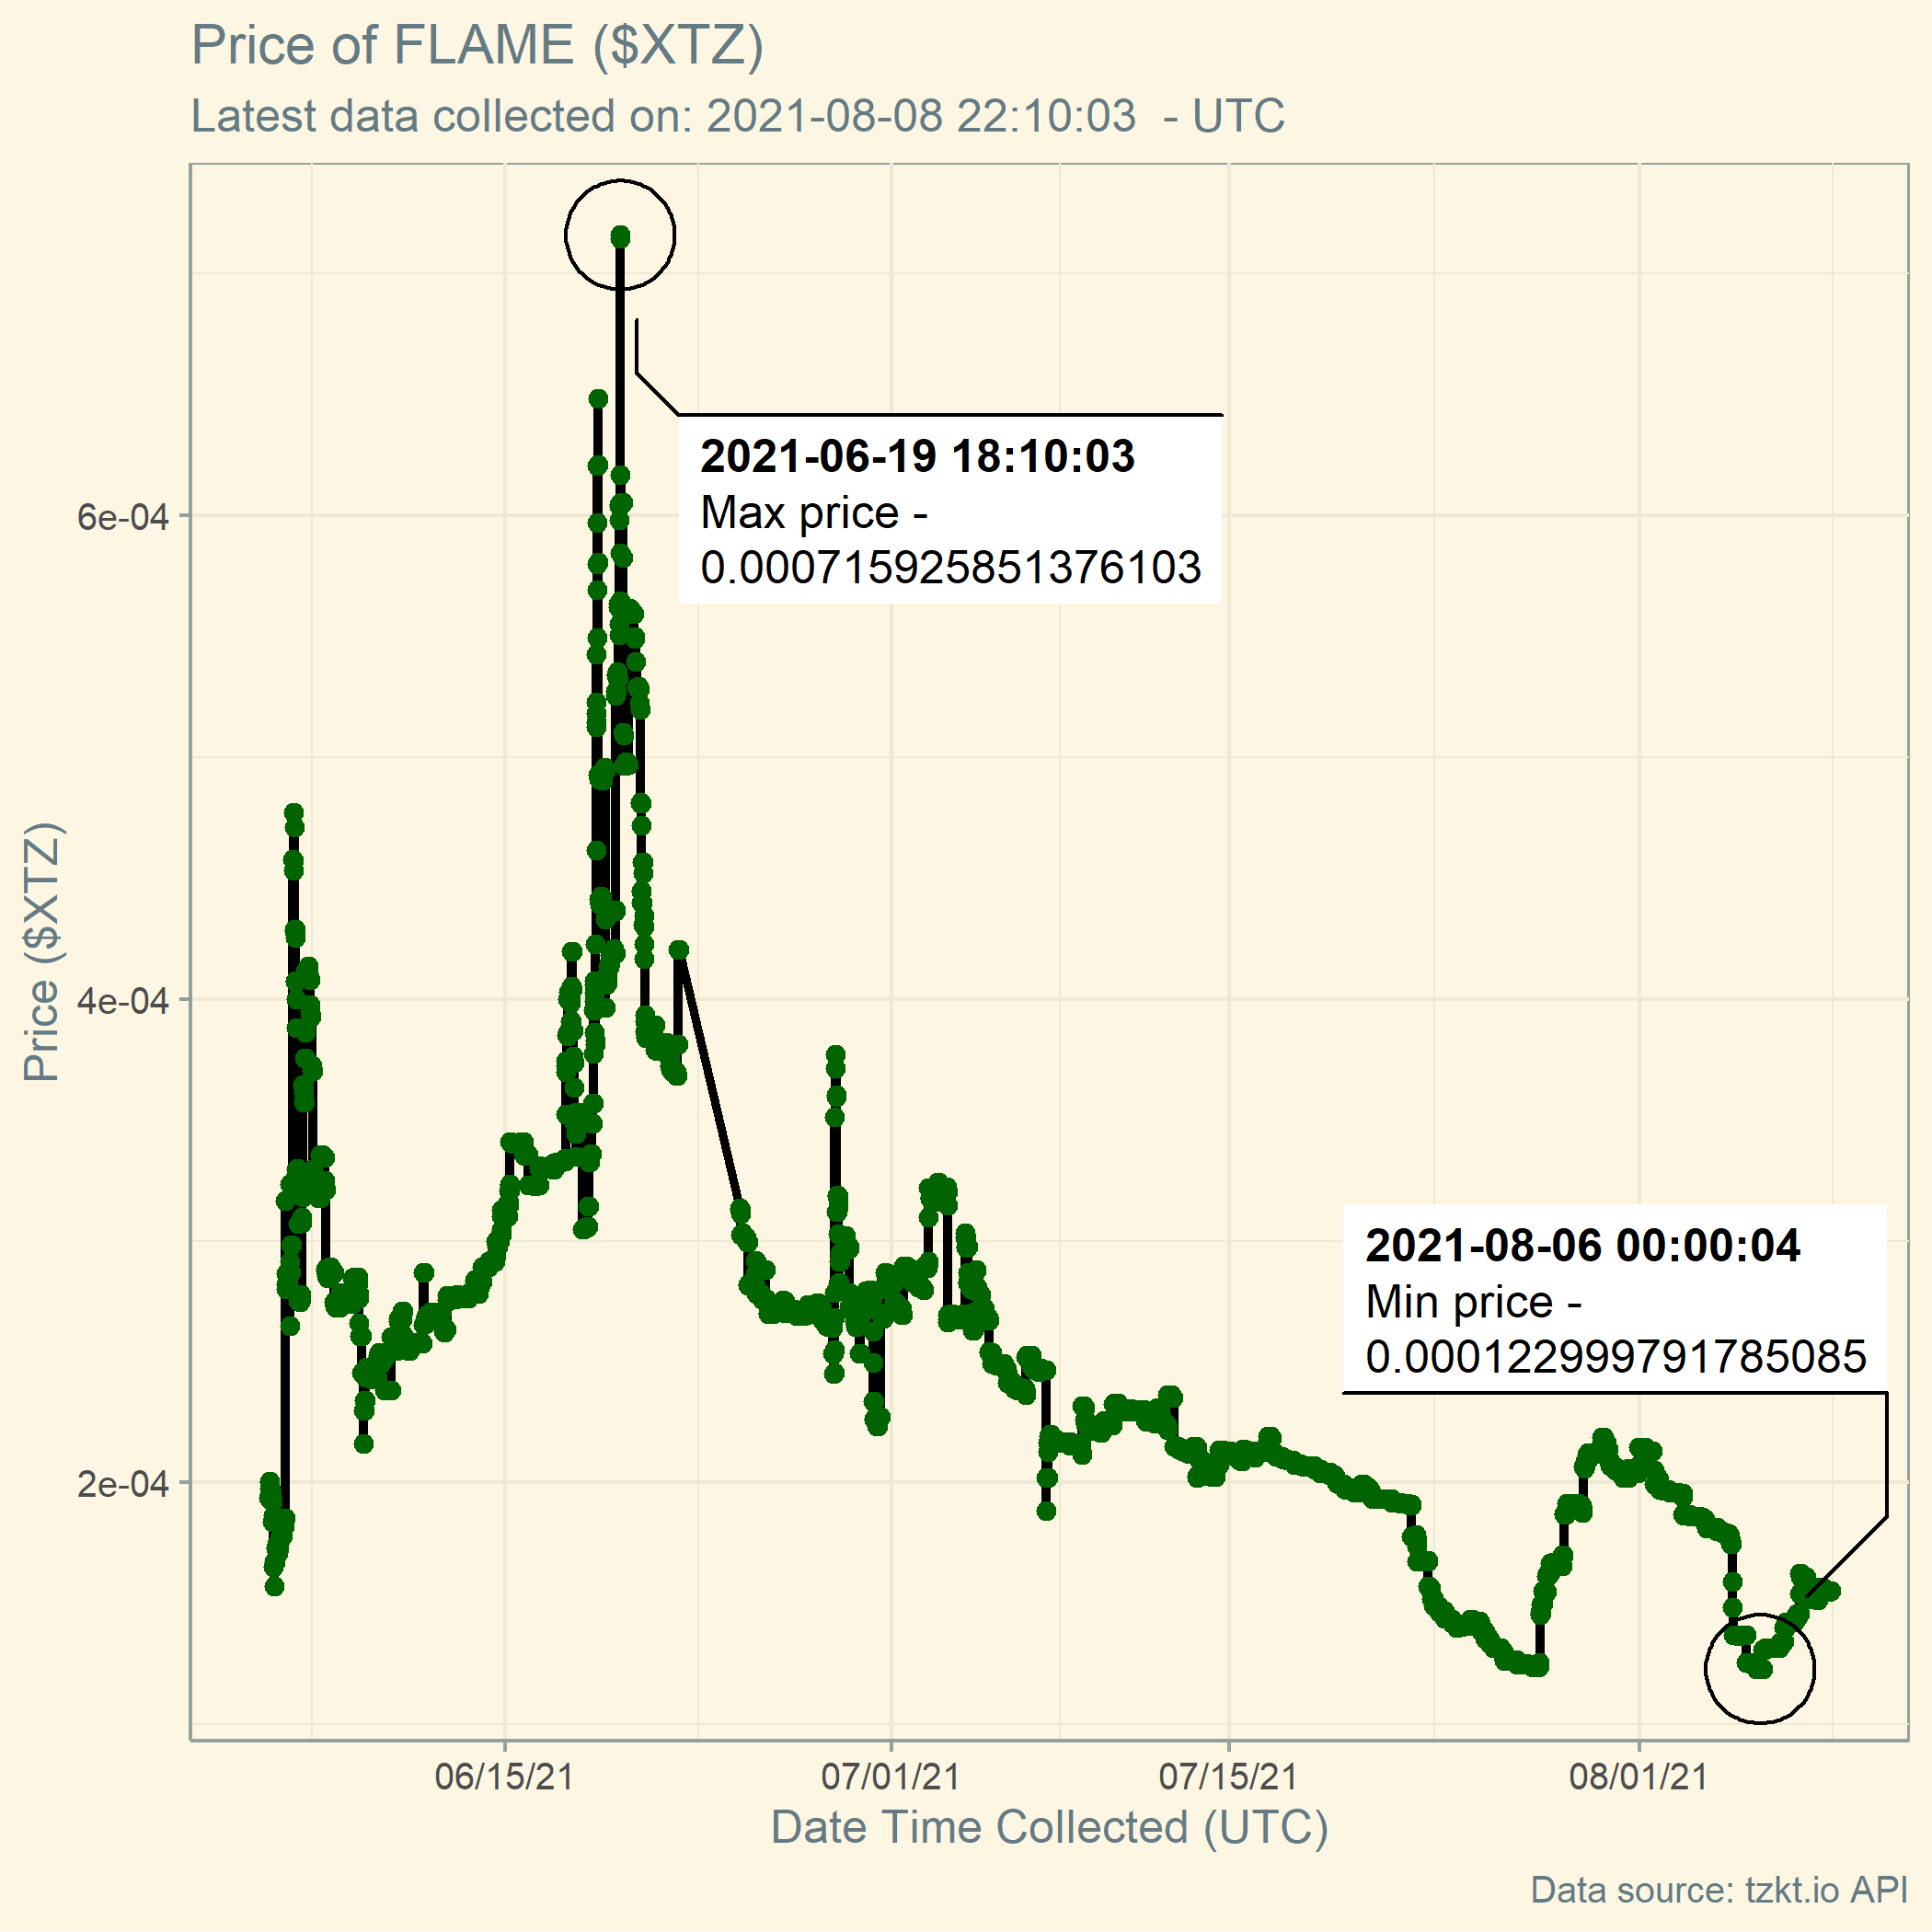 Price of FLAME ($XTZ)
Latest data collected on: 2021-08-08 22:10:03  - UTC
2021-06-19 18:10:03
Max price -
0.000715925851376103
6e-04
4e-04
2e-04
Price ($XTZ)
2021-08-06 00:00:04
Min price -
0.000122999791785085
06/15/21
07/01/21
07/15/21
08/01/21
Date Time Collected (UTC)
Data source: tzkt.io API